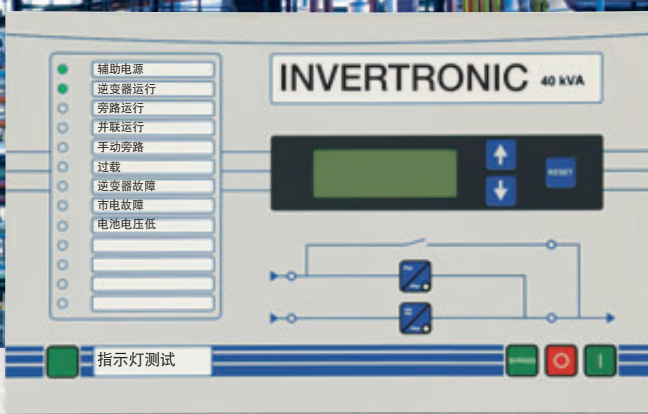 辅助电源
逆变器运行
旁路运行
并联运行
手动旁路
过载
逆变器故障
市电故障
电池电压低
INVERTRONIC 40 kVA
RESET
指示灯测试
BYPASS